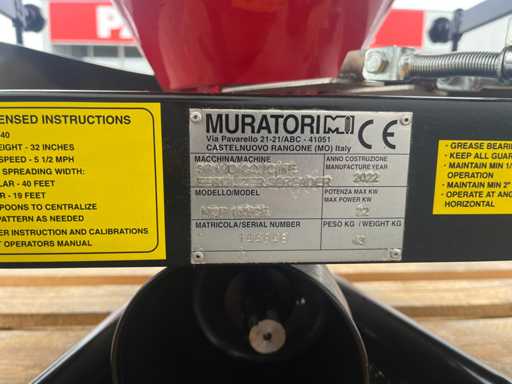 PA
ENSED INSTRUCTIONS
40
EIGHT - 32 INCHES
SPEED - 5 1/2 MPH
SPREADING WIDTH:
LAR - 40 FEET
R - 19 FEET
POONS TO CENTRALIZE
PATTERN AS NEEDED
ER INSTRUCTION AND CALIBRATIONS
OPERATORS MANUAL
MURATORI M
CE
Via Pavarello 21-21/ABC - 41051
CASTELNUOVO RANGONE (MO) Italy
MACCHINA/MACHINE
ANNO COSTRUZIONE
MANUFACTURE YEAR
2022
MODELLO/MODEL
POTENZA MAX KW
MAX POWER KW
MATRICOLA/SERIAL NUMBER
PESO KG / WEIGHT KG
- GREASE BEARI
- KEEP ALL GUAR
- MAINTAIN MIN 1/
OPERATION
- MAINTAIN MIN 2"
- OPERATE AT ANG
HORIZONTAL